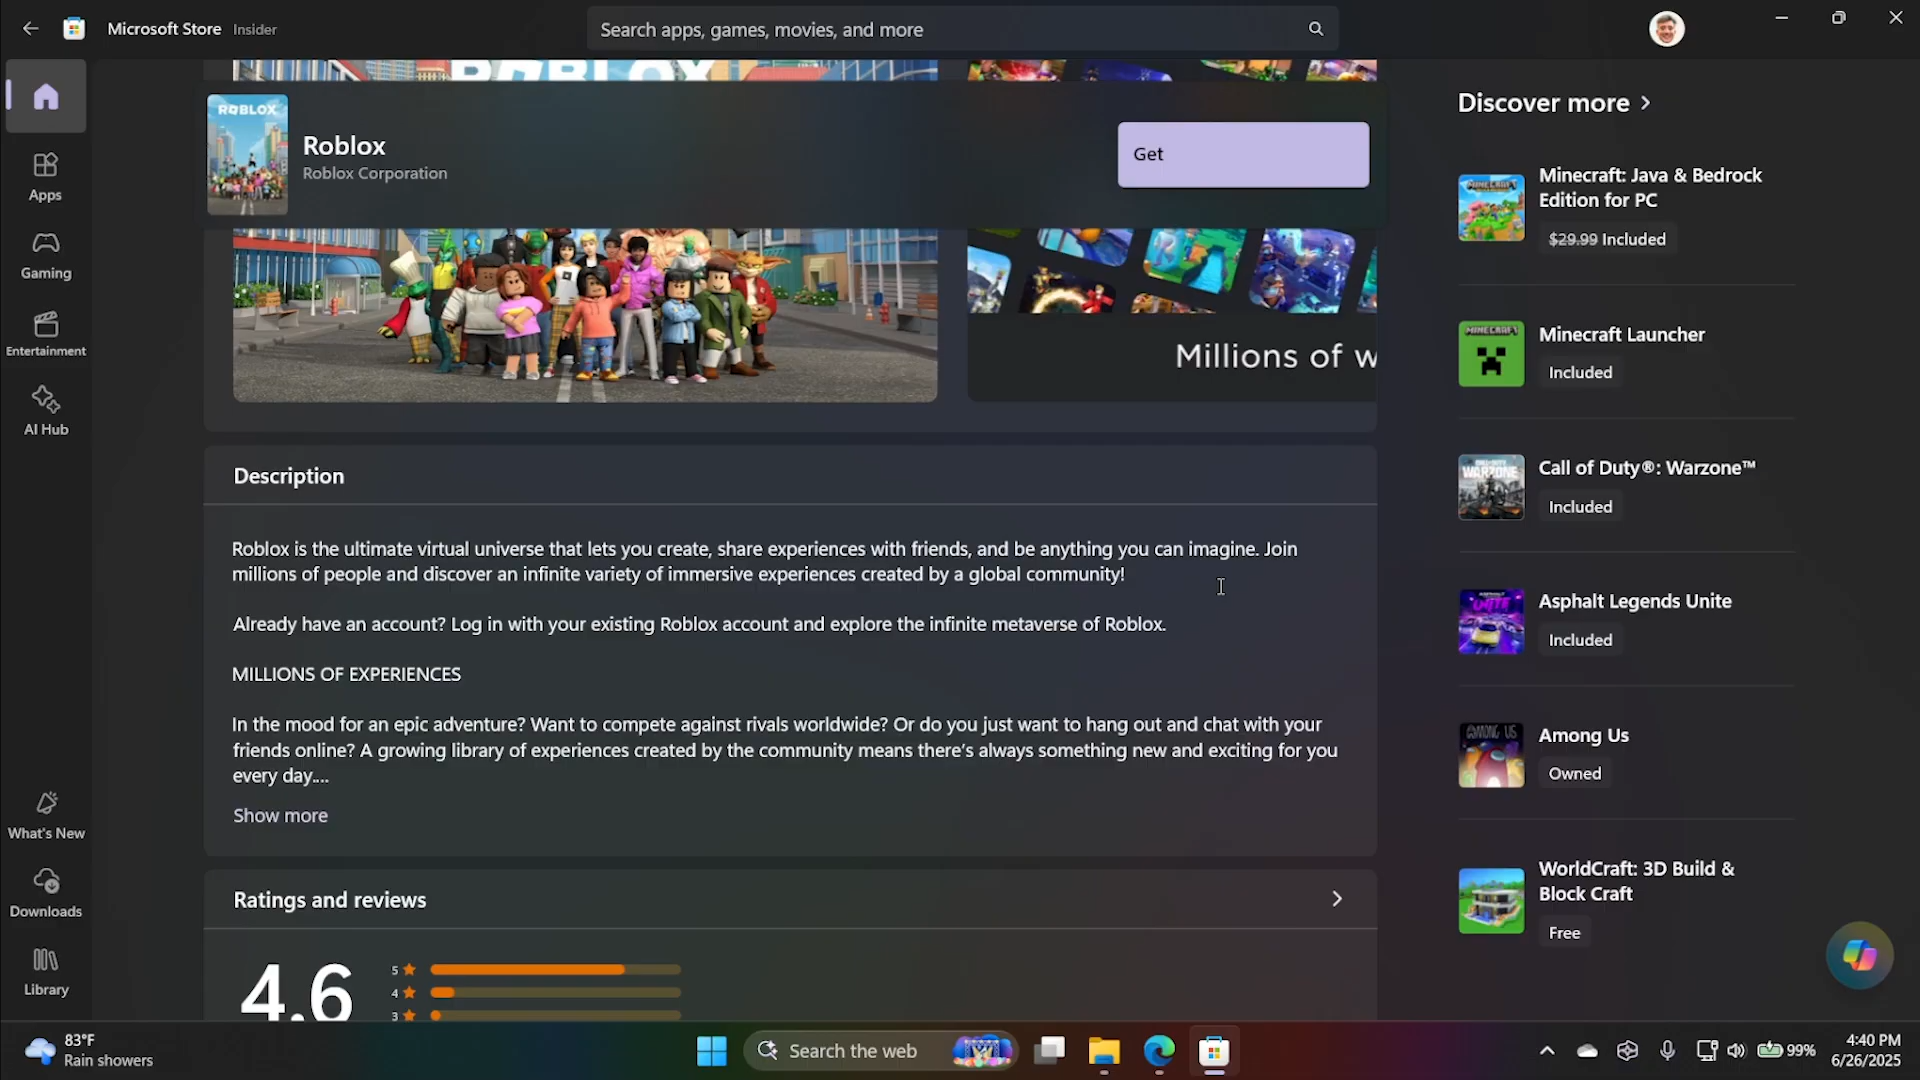 Microsoft Store Insider
Search apps, games, movies, and more
Apps
Gaming
Entertainment
AI Hub
What's New
Downloads
Library
ROBLOX
ROBLOX
Roblox
Roblox Corporation
Get
Millions of w
Description
Roblox is the ultimate virtual universe that lets you create, share experiences with friends, and be anything you can imagine. Join
millions of people and discover an infinite variety of immersive experiences created by a global community!
Already have an account? Log in with your existing Roblox account and explore the infinite metaverse of Roblox.
MILLIONS OF EXPERIENCES
In the mood for an epic adventure? Want to compete against rivals worldwide? Or do you just want to hang out and chat with your
friends online? A growing library of experiences created by the community means there's always something new and exciting for you
every day....
Show more
Ratings and reviews
4.6
5
4
3
Discover more
MINECRAFT
Minecraft: Java & Bedrock
Edition for PC
$29.99 Included
MINECRAFT
Minecraft Launcher
Included
WARZONE
Call of Duty®: Warzone™
Included
UNITE
Asphalt Legends Unite
Included
AMONG US
Among Us
Owned
WorldCraft: 3D Build &
Block Craft
Free
83°F
Rain showers
Search the web
99%
4:40 PM
6/26/2025